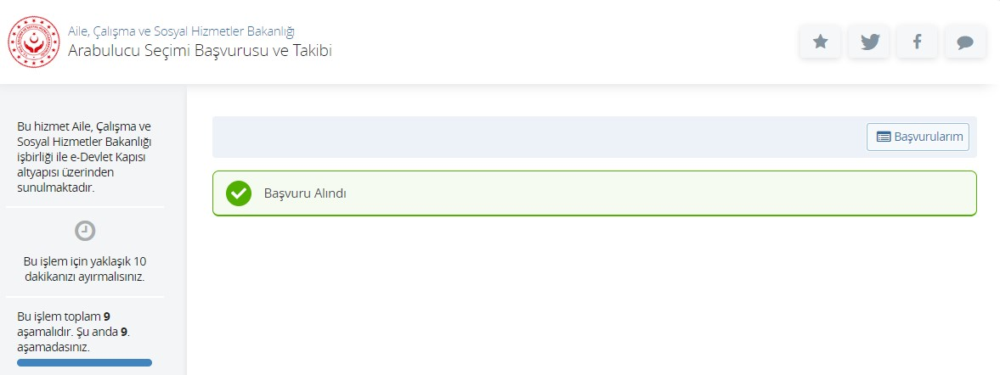 Aile, Çalışma ve Sosyal Hizmetler Bakanlığı
Arabulucu Seçimi Başvurusu ve Takibi
Bu hizmet Aile, Çalışma ve
Sosyal Hizmetler Bakanlığı
işbirliği ile e-Devlet Kapısı
altyapısı üzerinden
sunulmaktadır.
Bu işlem için yaklaşık 10
dakikanızı ayırmalısınız.
Bu işlem toplam 9
aşamalıdır. Şu anda 9.
aşamadasınız.
Başvurularım
Başvuru Alındı